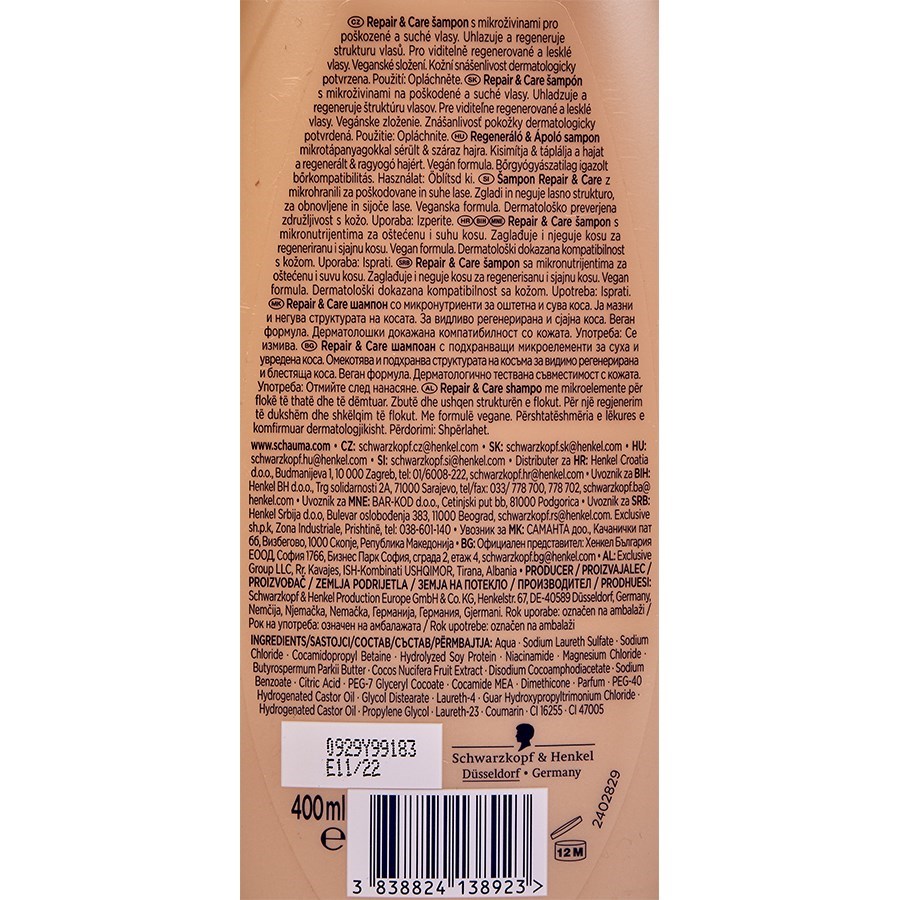 CZ Repair & Care šampon s mikroživinami pro
poškozené a suché vlasy. Uhlazuje a regeneruje
strukturu vlasů. Pro viditelně regenerované a lesklé
vlasy. Veganské složení. Kožní snášenlivost dermatologicky
potvrzena. Použití: Opláchněte. SK Repair & Care šampón
s mikroživinami na poškodené a suché vlasy. Uhladzuje a
regeneruje štruktúru vlasov. Pre viditeľne regenerované a lesklé
vlasy. Vegánske zloženie. Znášanlivosť pokožky dermatologicky
potvrdená. Použitie: Opláchnite. HU Regeneráló & Ápoló sampon
mikrotápanyagokkal sérült & száraz hajra. Kisimítja & táplálja a hajat
a regenerált & ragyogó hajért. Vegán formula. Bőrgyógyászatilag igazolt
bőrkompatibilitás. Használat: Öblítsd ki. SI Šampon Repair & Care z
mikrohranili za poškodovane in suhe lase. Zgladi in neguje lasno strukturo,
za obnovljene in sijoče lase. Veganska formula. Dermatološko preverjena
združljivost s kožo. Uporaba: Izperite. HR BIH MNE Repair & Care šampon s
mikronutrijentima za oštećenu i suhu kosu. Zaglađuje i njeguje kosu za
regeneriranu i sjajnu kosu. Vegan formula. Dermatološki dokazana kompatibilnost
s kožom. Uporaba: Isprati. SRB Repair & Care šampon sa mikronutrijentima za
oštećenu i suvu kosu. Zaglađuje i neguje kosu za regenerisanu i sjajnu kosu. Vegan
formula. Dermatološki dokazana kompatibilnost sa kožom. Upotreba: Isprati.
MK Repair & Care шампон со микронутриенти за оштетна и сува коса. Ја мазни
и негува структурата на косата. За видливо регенерирана и сјајна коса. Веган
формула. Дерматолошки докажана компатибилност со кожата. Употреба: Се
измива. BG Repair & Care шампоан с подхранващи микроелементи за суха и
увредена коса. Омекотява и подхранва структурата на косъма за видимо регенерирана
и блестяща коса. Веган формула. Дерматологично тествана съвместимост с кожата.
Употреба: Отмийте след нанасяне. AL Repair & Care shampo me mikroelemente për
flokë të thatë dhe të dëmtuar. Zbutë dhe ushqen strukturën e flokut. Për një regjenerim
të dukshëm dhe shkëlqim të flokut. Me formulë vegane. Përshtatëshmëria e lëkures e
komfirmuar dermatologjikisht. Përdorimi: Shpërlahet.
www.schauma.com • CZ: schwarzkopf.cz@henkel.com • SK: schwarzkopf.sk@henkel.com • HU:
schwarzkopf.hu@henkel.com • SI: schwarzkopf.si@henkel.com • Distributer za HR: Henkel Croatia
d.o.o., Budmanijeva 1, 10 000 Zagreb, tel: 01/6008-222, schwarzkopf.hr@henkel.com • Uvoznik za BIH:
Henkel BH d.o.o., Trg solidarnosti 2A, 71000 Sarajevo, tel/fax: 033/ 778 700, 778 702, schwarzkopf.ba@
henkel.com • Uvoznik za MNE: BAR-KOD d.o.o., Cetinjski put bb, 81000 Podgorica • Uvoznik za SRB:
Henkel Srbija d.o.o, Bulevar oslobođenja 383, 11000 Beograd, schwarzkopf.rs@henkel.com. Exclusive
sh.p.k, Zona Industriale, Prishtinë, tel: 038-601-140 • Увозник за МК: САМАНТА доо., Качанички пат
66, Визбегово, 1000 Скопје, Република Македонија • BG: Официален представител: Хенкел България
ЕООД, София 1766, Бизнес Парк София, сграда 2, етаж 4, schwarzkopf.bg@henkel.com • AL: Exclusive
Group LLC, Rr. Kavajes, ISH-Kombinati USHQIMOR, Tirana, Albania • PRODUCER / PROIZVAJALEC /
PROIZVOĐAČ / ZEMLJA PODRIJETLA / ЗЕМЈА НА ПОТЕКЛО / ПРОИЗВОДИТЕЛ / PRODHUESI:
Schwarzkopf & Henkel Production Europe GmbH & Co. KG, Henkelstr. 67, DE-40589 Düsseldorf, Germany,
Nemčija, Njemačka, Nemačka, Германија, Германия, Gjermani. Rok uporabe: označen na ambalaži /
Рок на употреба: означен на амбалажата / Rok upotrebe: označen na ambalaži
INGREDIENTS/SASTOJCI/СОСТАВ/СЪСТАВ/PËRMBAJTJA: Aqua · Sodium Laureth Sulfate · Sodium
Chloride · Cocamidopropyl Betaine · Hydrolyzed Soy Protein · Niacinamide · Magnesium Chloride ·
Butyrospermum Parkii Butter · Cocos Nucifera Fruit Extract · Disodium Cocoamphodiacetate · Sodium
Benzoate · Citric Acid · PEG-7 Glyceryl Cocoate · Cocamide MEA · Dimethicone · Parfum · PEG-40
Hydrogenated Castor Oil · Glycol Distearate · Laureth-4 · Guar Hydroxypropyltrimonium Chloride ·
Hydrogenated Castor Oil · Propylene Glycol · Laureth-23 · Coumarin · CI 16255 · CI 47005
0929Y99183
E11/22
Schwarzkopf & Henkel
Düsseldorf · Germany
400 ml
e
2402829
12 M
3 838824 138923 >